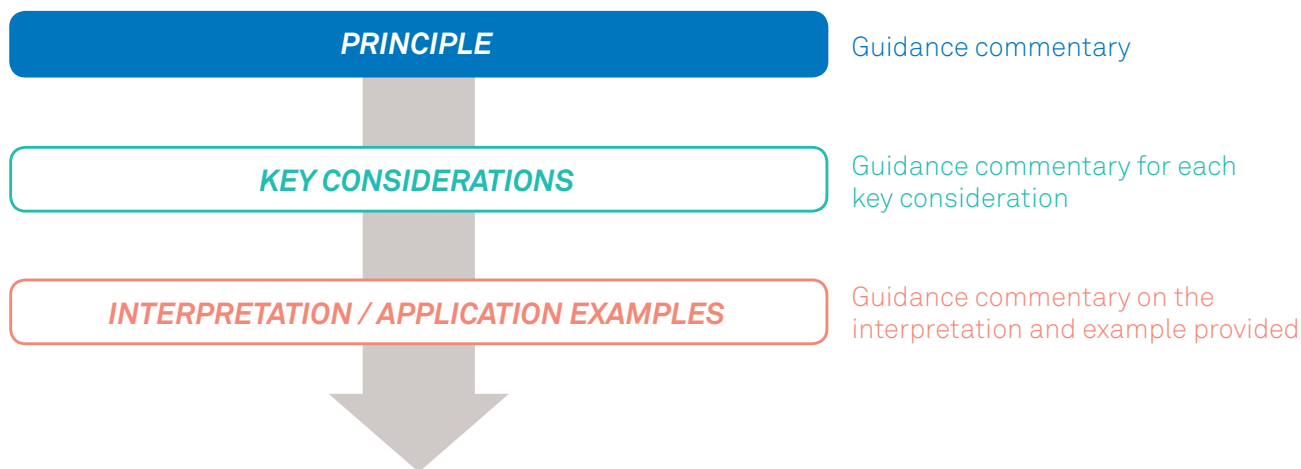 PRINCIPLE
Guidance commentary
KEY CONSIDERATIONS
Guidance commentary for each
key consideration
INTERPRETATION / APPLICATION EXAMPLES
Guidance commentary on the
interpretation and example provided